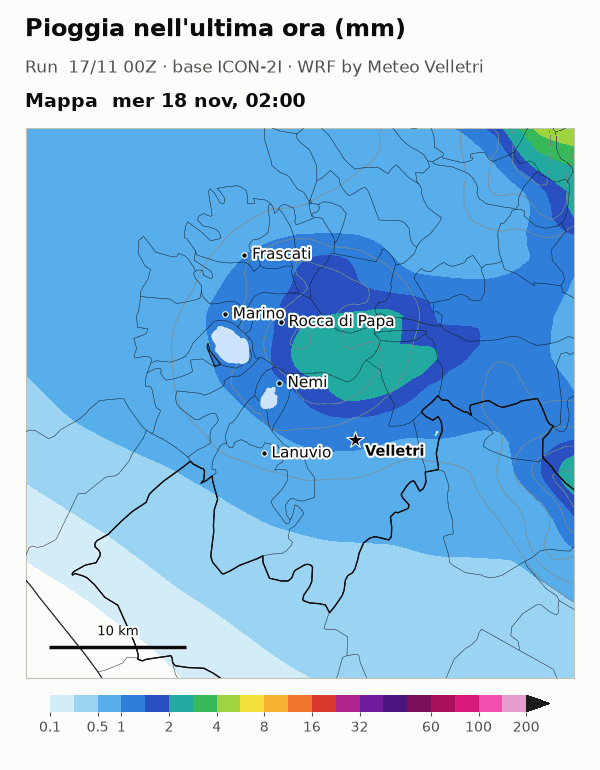 Pioggia nell'ultima ora (mm)
Run  17/11 00Z · base ICON-2I · WRF by Meteo Velletri
Mappa  mer 18 nov, 02:00
Frascati
Marino
Rocca di Papa
Nemi
Velletri
Lanuvio
10 km
0.1 0.5 1 2 4 8 16 32 60 100 200